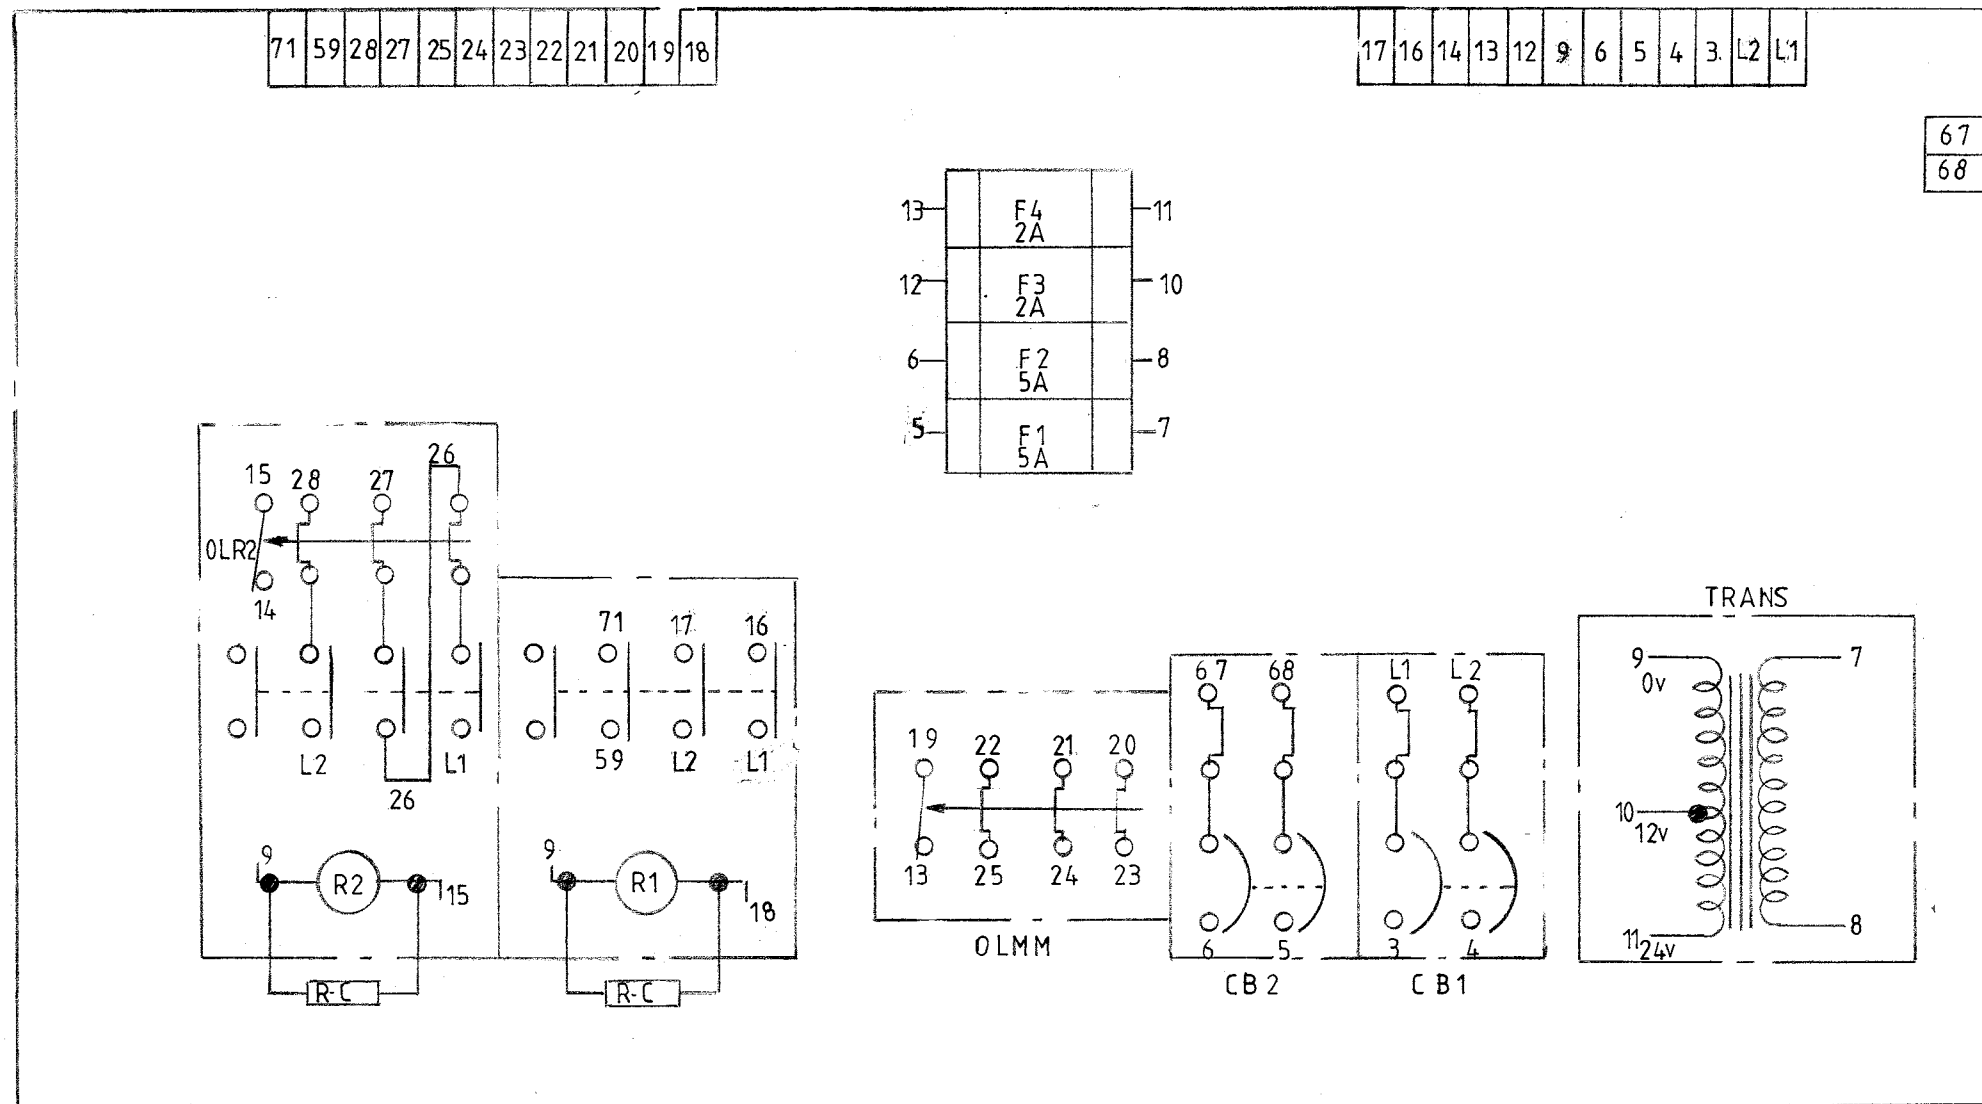 71 59 28 27 25 24 23 22 21 20 19 18
17 16 14 13 12 9 6 5 4 3 L2 L1
67
68
13 F4 11
2A
12 F3 10
2A
6 F2 8
5A
5 F1 7
5A
15 28 27 26
OLR2
14
71 17 16
L2 L1
59 L2 L1
26
9 R2 15
R-C
9 R1 18
R-C
19 22 21 20
13 25 24 23
OLMM
67 68
6 5
CB2
L1 L2
3 4
CB1
TRANS
9 7
0v
10
12v
11 24v 8